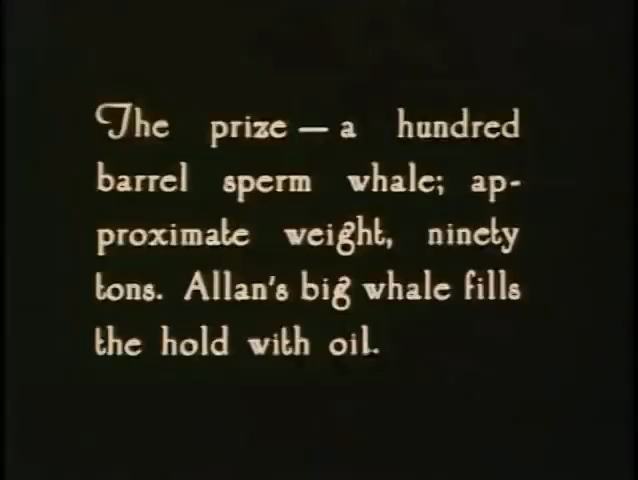 The prize — a hundred
barrel sperm whale; ap-
proximate weight, ninety
tons. Allan's big whale fills
the hold with oil.